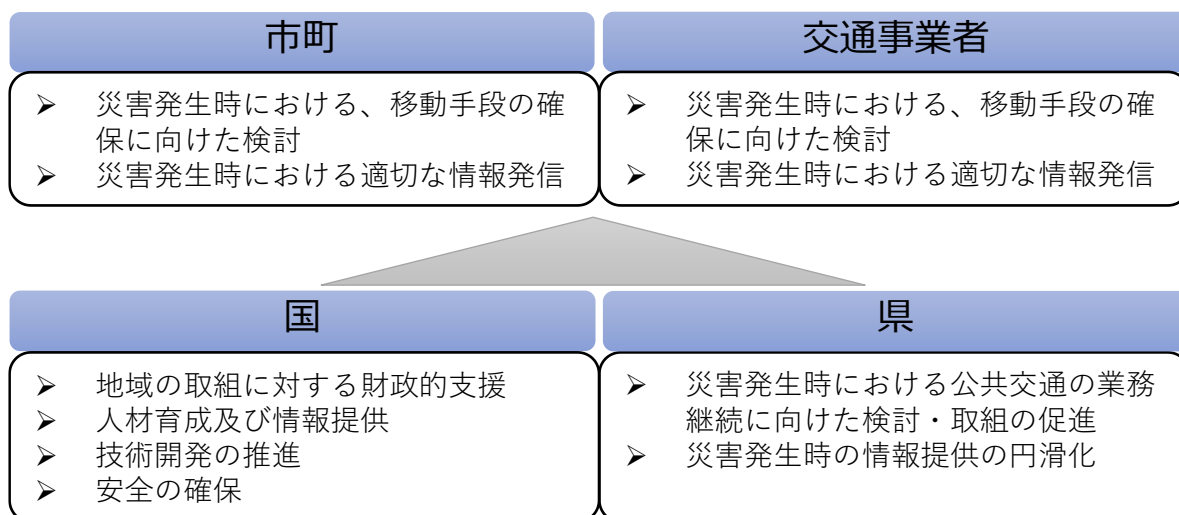 市町
➢ 災害発生時における、移動手段の確
保に向けた検討
➢ 災害発生時における適切な情報発信
交通事業者
➢ 災害発生時における、移動手段の確
保に向けた検討
➢ 災害発生時における適切な情報発信
国
➢ 地域の取組に対する財政的支援
➢ 人材育成及び情報提供
➢ 技術開発の推進
➢ 安全の確保
県
➢ 災害発生時における公共交通の業務
継続に向けた検討・取組の促進
➢ 災害発生時の情報提供の円滑化